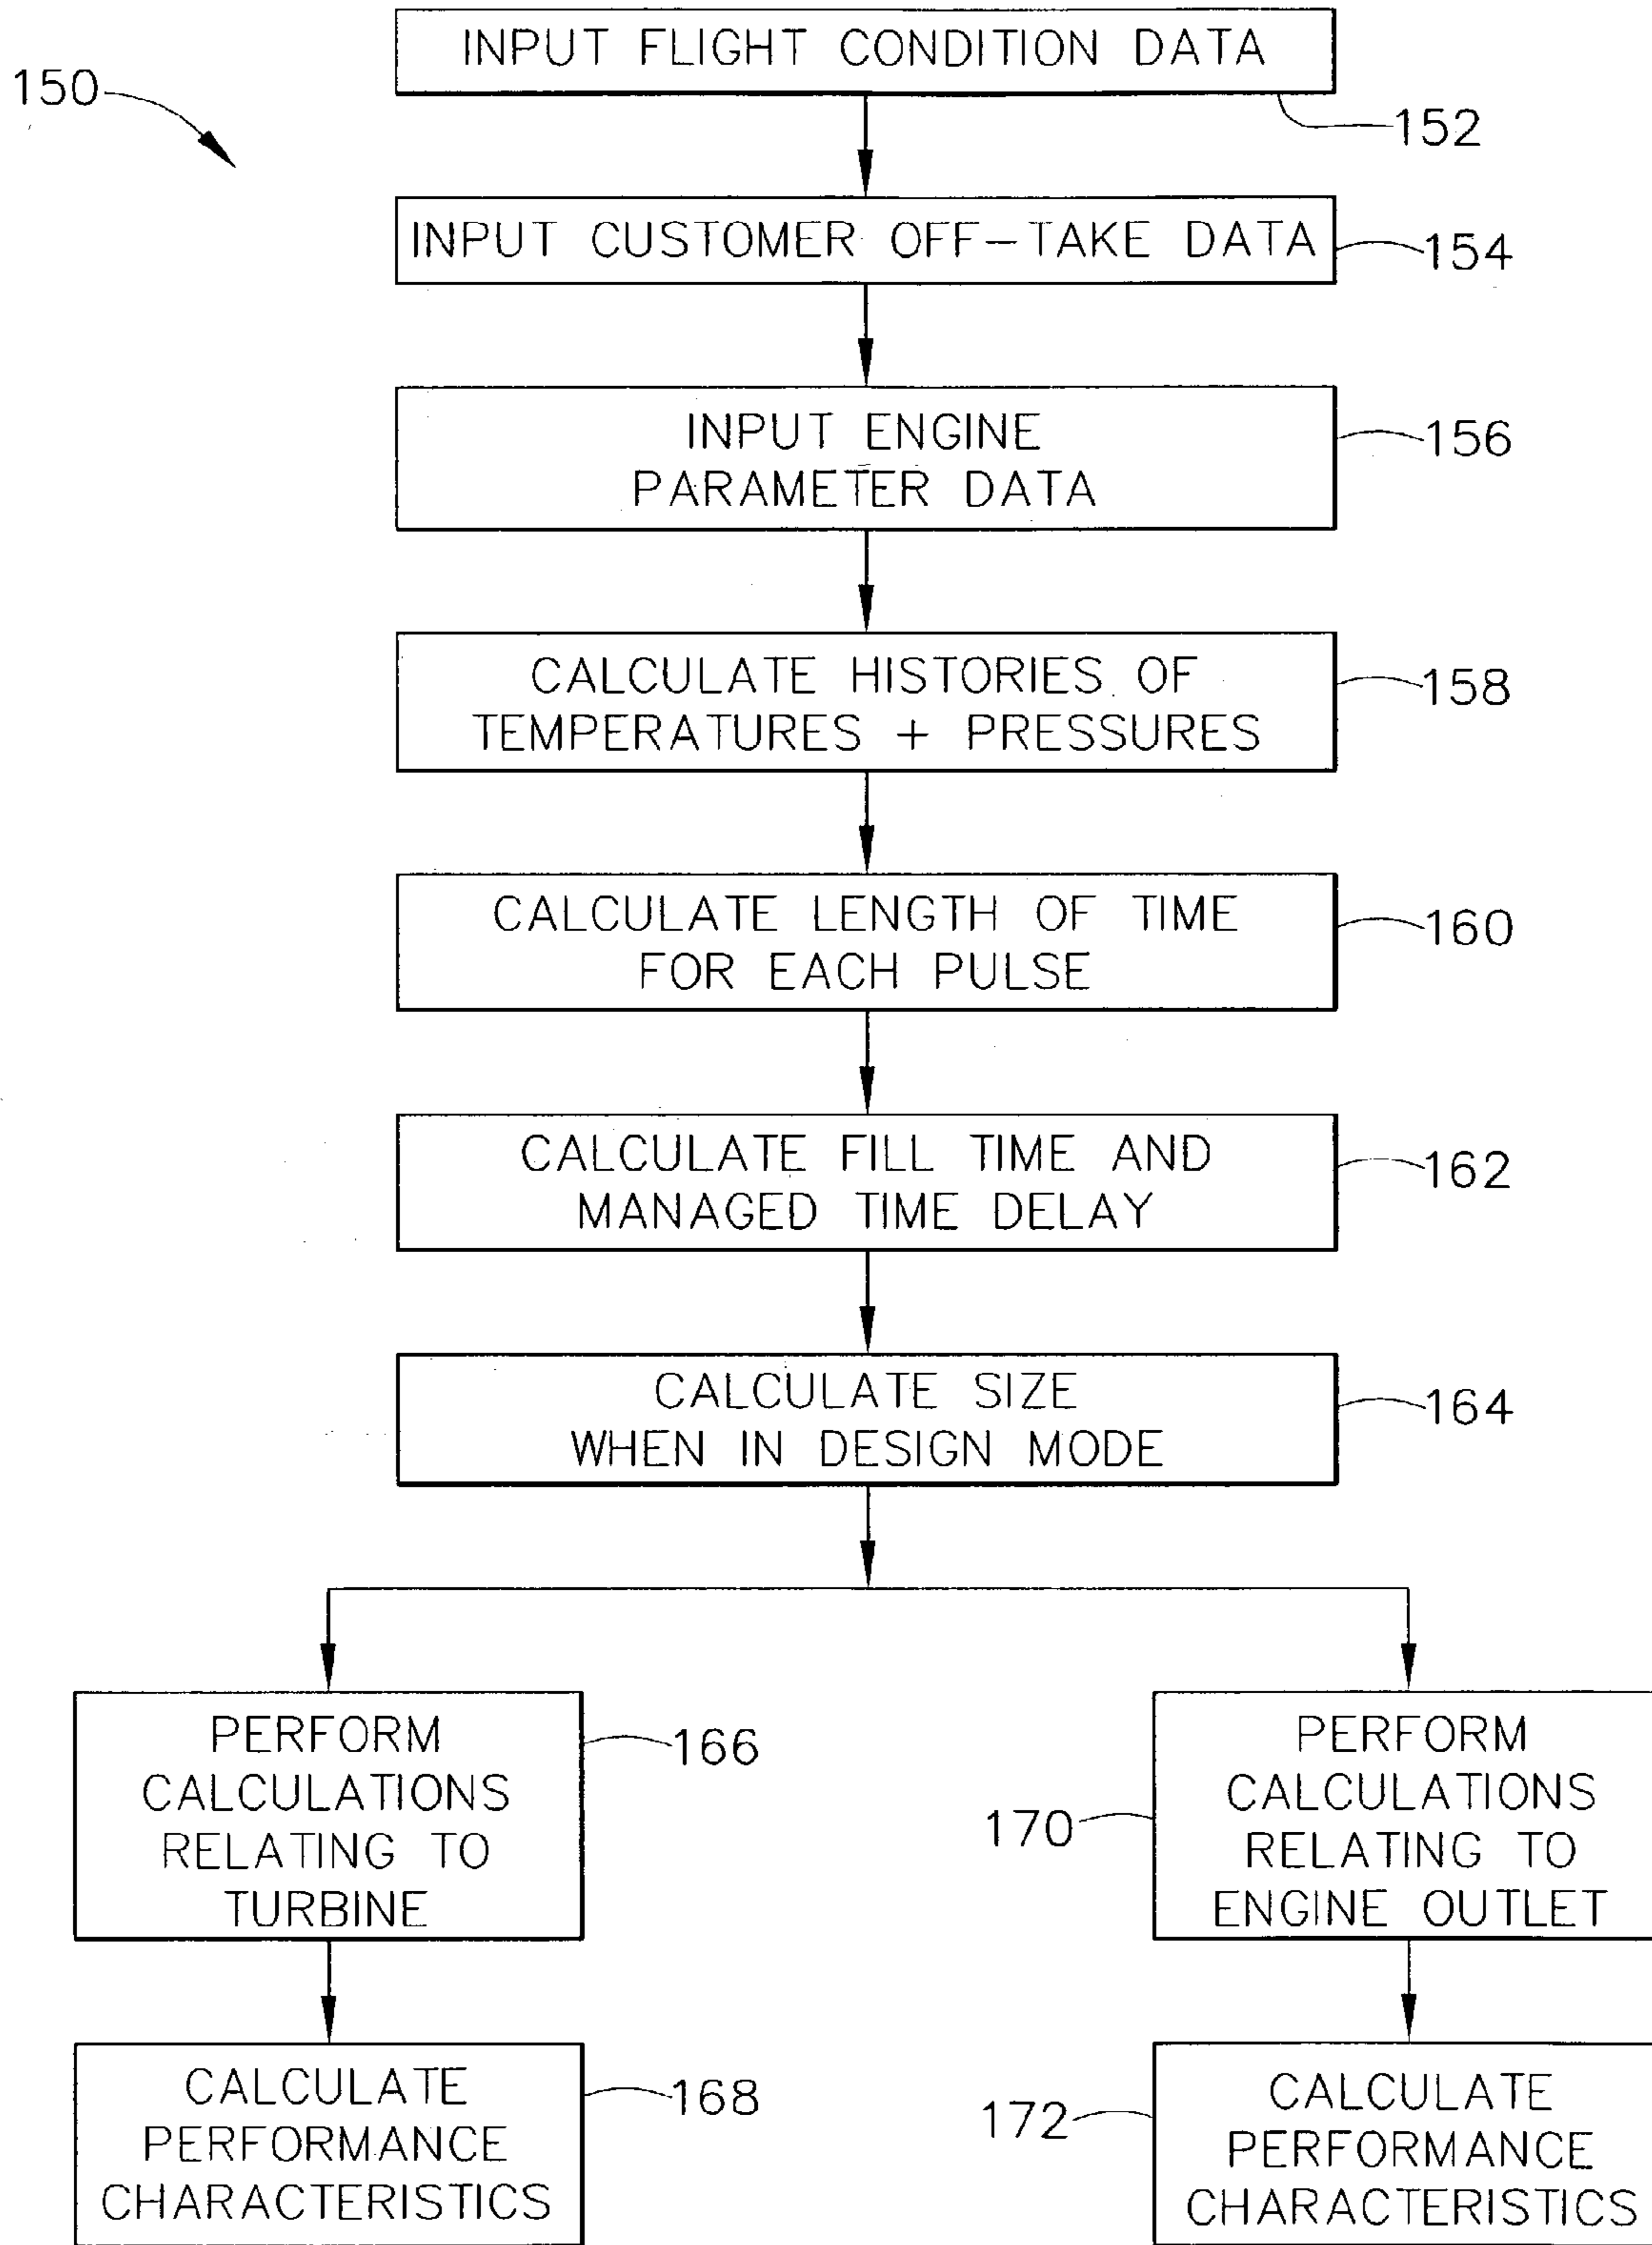 INPUT FLIGHT CONDITION DATA
150
152
INPUT CUSTOMER OFF-TAKE DATA
154
INPUT ENGINE
PARAMETER DATA
156
CALCULATE HISTORIES OF
TEMPERATURES + PRESSURES
158
CALCULATE LENGTH OF TIME
FOR EACH PULSE
160
CALCULATE FILL TIME AND
MANAGED TIME DELAY
162
CALCULATE SIZE
WHEN IN DESIGN MODE
164
PERFORM
CALCULATIONS
RELATING TO
TURBINE
166
PERFORM
CALCULATIONS
RELATING TO
ENGINE OUTLET
170
CALCULATE
PERFORMANCE
CHARACTERISTICS
168
CALCULATE
PERFORMANCE
CHARACTERISTICS
172